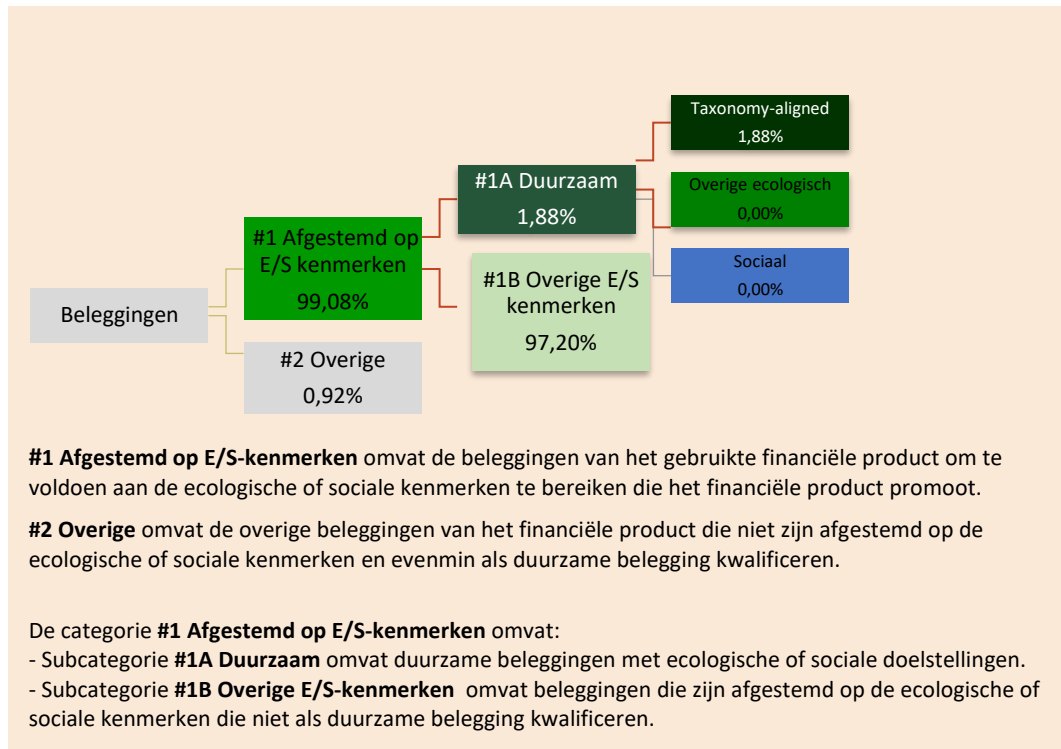 Taxonomy-aligned
1,88%
#1A Duurzaam
1,88%
Overige ecologisch
0,00%
#1 Afgestemd op
E/S kenmerken
99,08%
Sociaal
0,00%
#1B Overige E/S
kenmerken
97,20%
Beleggingen
#2 Overige
0,92%
#1 Afgestemd op E/S-kenmerken omvat de beleggingen van het gebruikte financiële product om te
voldoen aan de ecologische of sociale kenmerken te bereiken die het financiële product promoot.
#2 Overige omvat de overige beleggingen van het financiële product die niet zijn afgestemd op de
ecologische of sociale kenmerken en evenmin als duurzame belegging kwalificeren.
De categorie #1 Afgestemd op E/S-kenmerken omvat:
- Subcategorie #1A Duurzaam omvat duurzame beleggingen met ecologische of sociale doelstellingen.
- Subcategorie #1B Overige E/S-kenmerken omvat beleggingen die zijn afgestemd op de ecologische of
sociale kenmerken die niet als duurzame belegging kwalificeren.